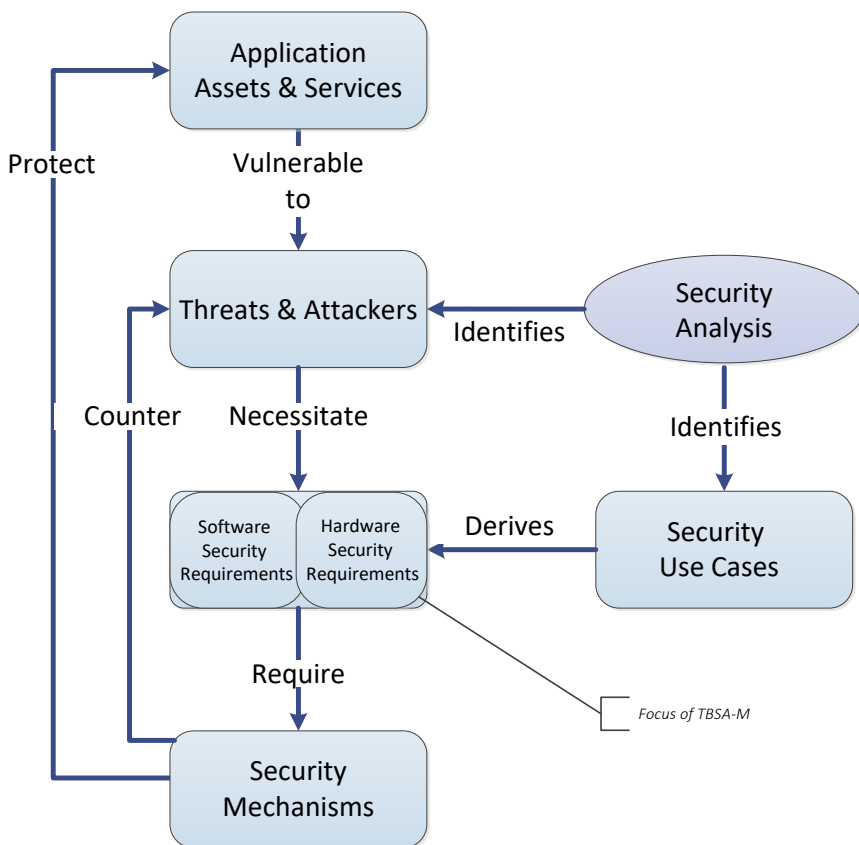 Application
Assets & Services
Protect
Vulnerable
to
Threats & Attackers
Security
Analysis
Identifies
Counter
Necessitate
Identifies
Software
Security
Requirements
Hardware
Security
Requirements
Derives
Security
Use Cases
Require
Focus of TBSA-M
Security
Mechanisms